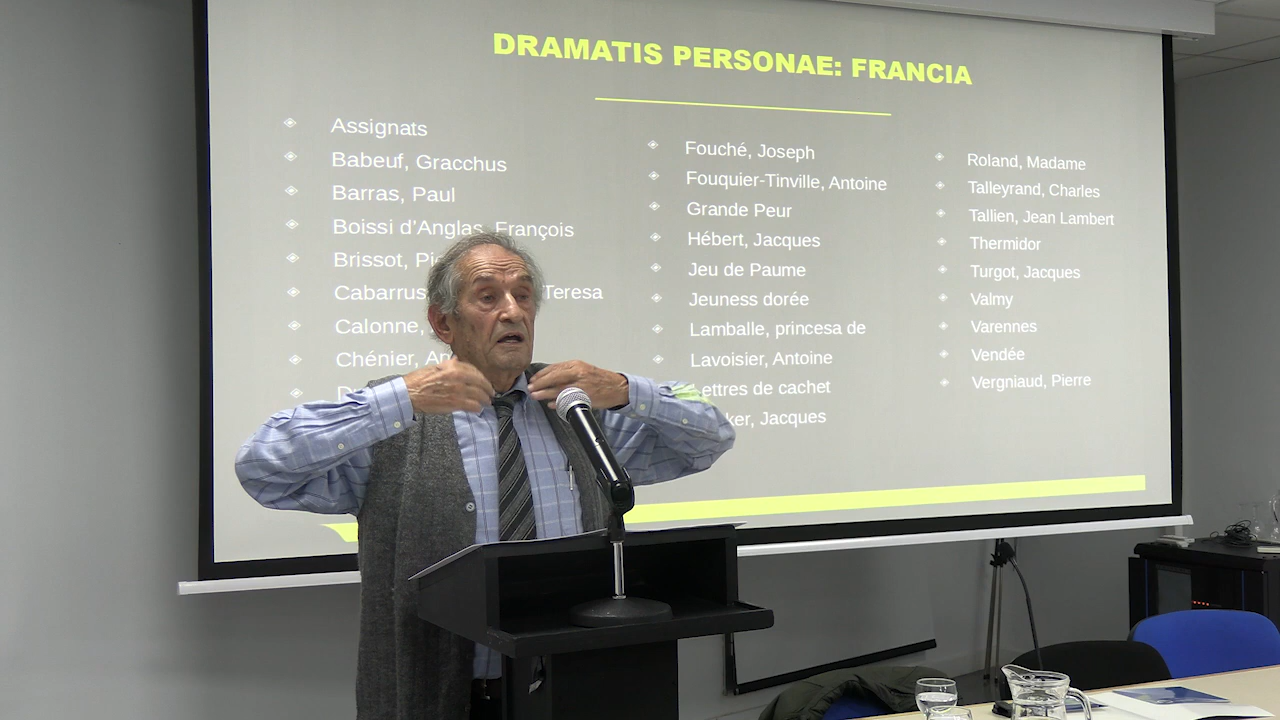 DRAMATIS PERSONAE: FRANCIA
Assignats
Babeuf, Gracchus
Barras, Paul
Boissi d'Anglas, François
Brissot,
Cabarrus Teresa
Calonne,
Chénier,
Fouché, Joseph
Fouquier-Tinville, Antoine
Grande Peur
Hébert, Jacques
Jeu de Paume
Jeuness dorée
Lamballe, princesa de
Lavoisier, Antoine
Lettres de cachet
Jacques
Roland, Madame
Talleyrand, Charles
Tallien, Jean Lambert
Thermidor
Turgot, Jacques
Valmy
Varennes
Vendée
Vergniaud, Pierre